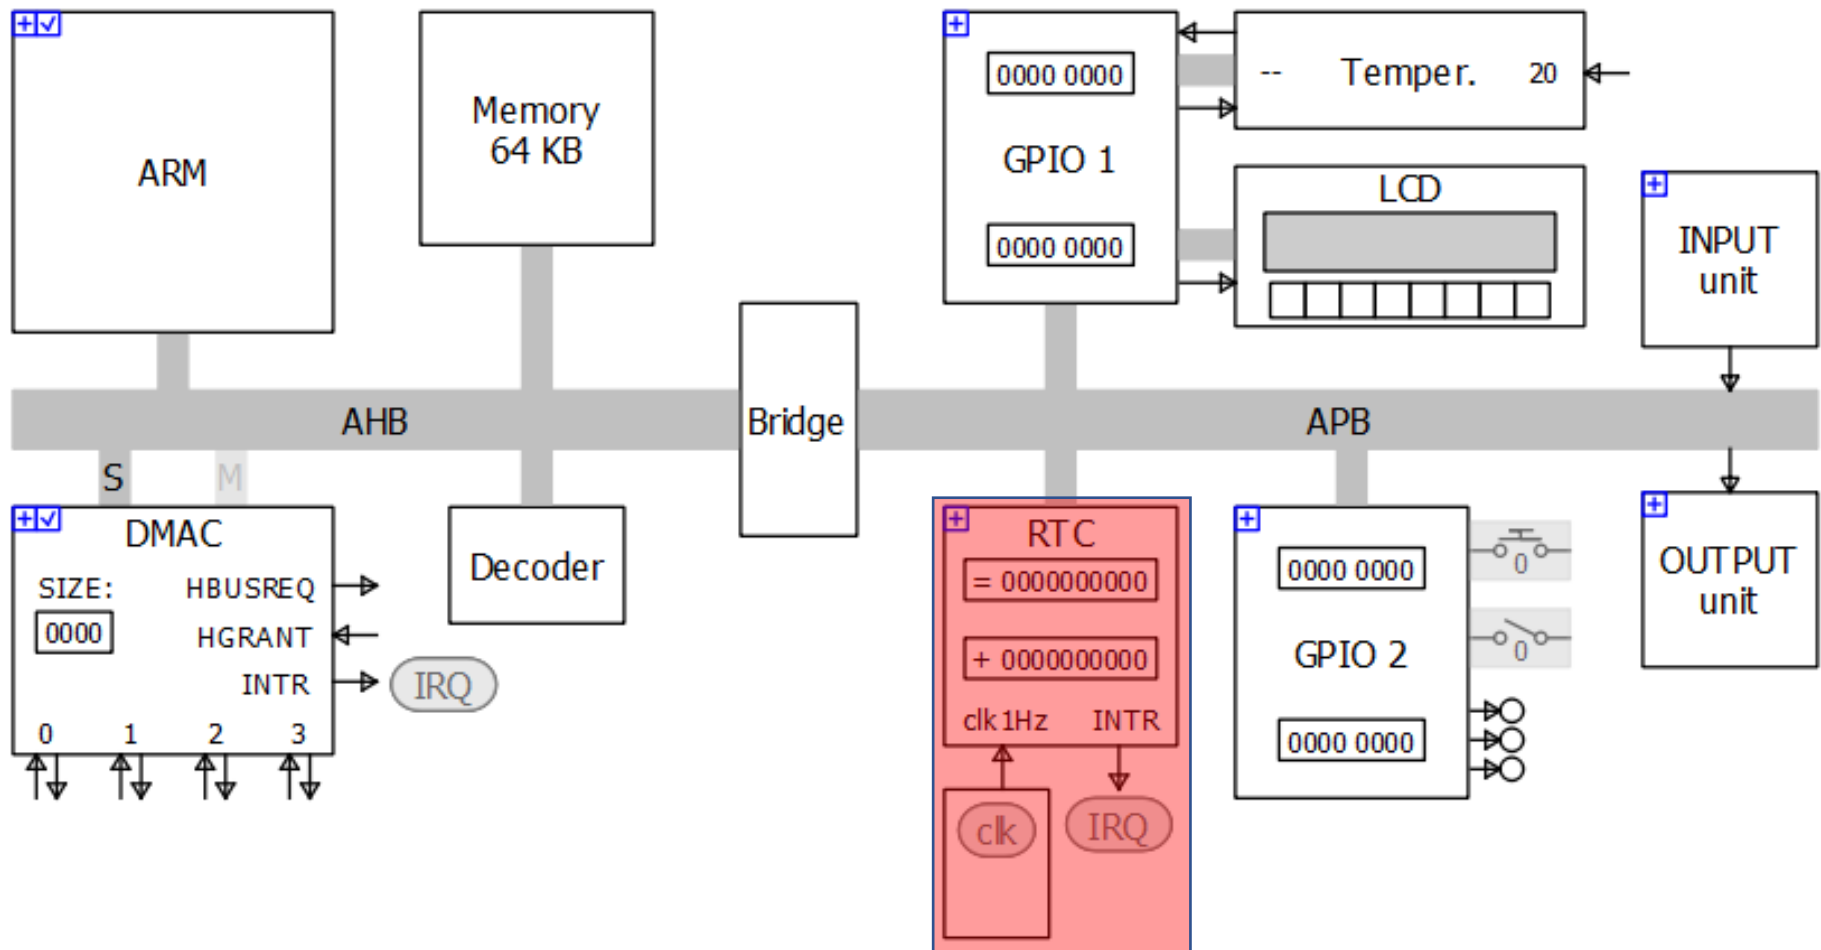 ARM
Memory
64 KB
0000 0000
GPIO 1
0000 0000
-- Temper. 20
LCD
INPUT
unit
AHB
Bridge
APB
S
M
DMAC
SIZE:
0000
HBUSREQ
HGRANT
INTR
IRQ
0 1 2 3
Decoder
RTC
= 0000000000
+ 0000000000
clk 1Hz INTR
clk
IRQ
0000 0000
GPIO 2
0000 0000
0
0
OUTPUT
unit